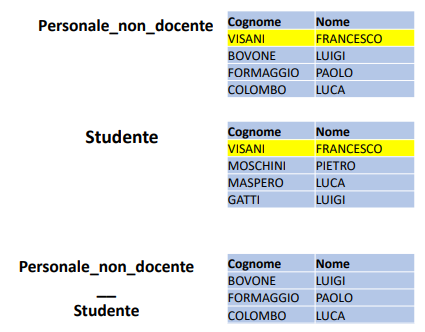 Personale_non_docente
Cognome Nome
VISANI FRANCESCO
BOVONE LUIGI
FORMAGGIO PAOLO
COLOMBO LUCA
Studente
Cognome Nome
VISANI FRANCESCO
MOSCHINI PIETRO
MASPERO LUCA
GATTI LUIGI
Personale_non_docente
__
Studente
Cognome Nome
BOVONE LUIGI
FORMAGGIO PAOLO
COLOMBO LUCA